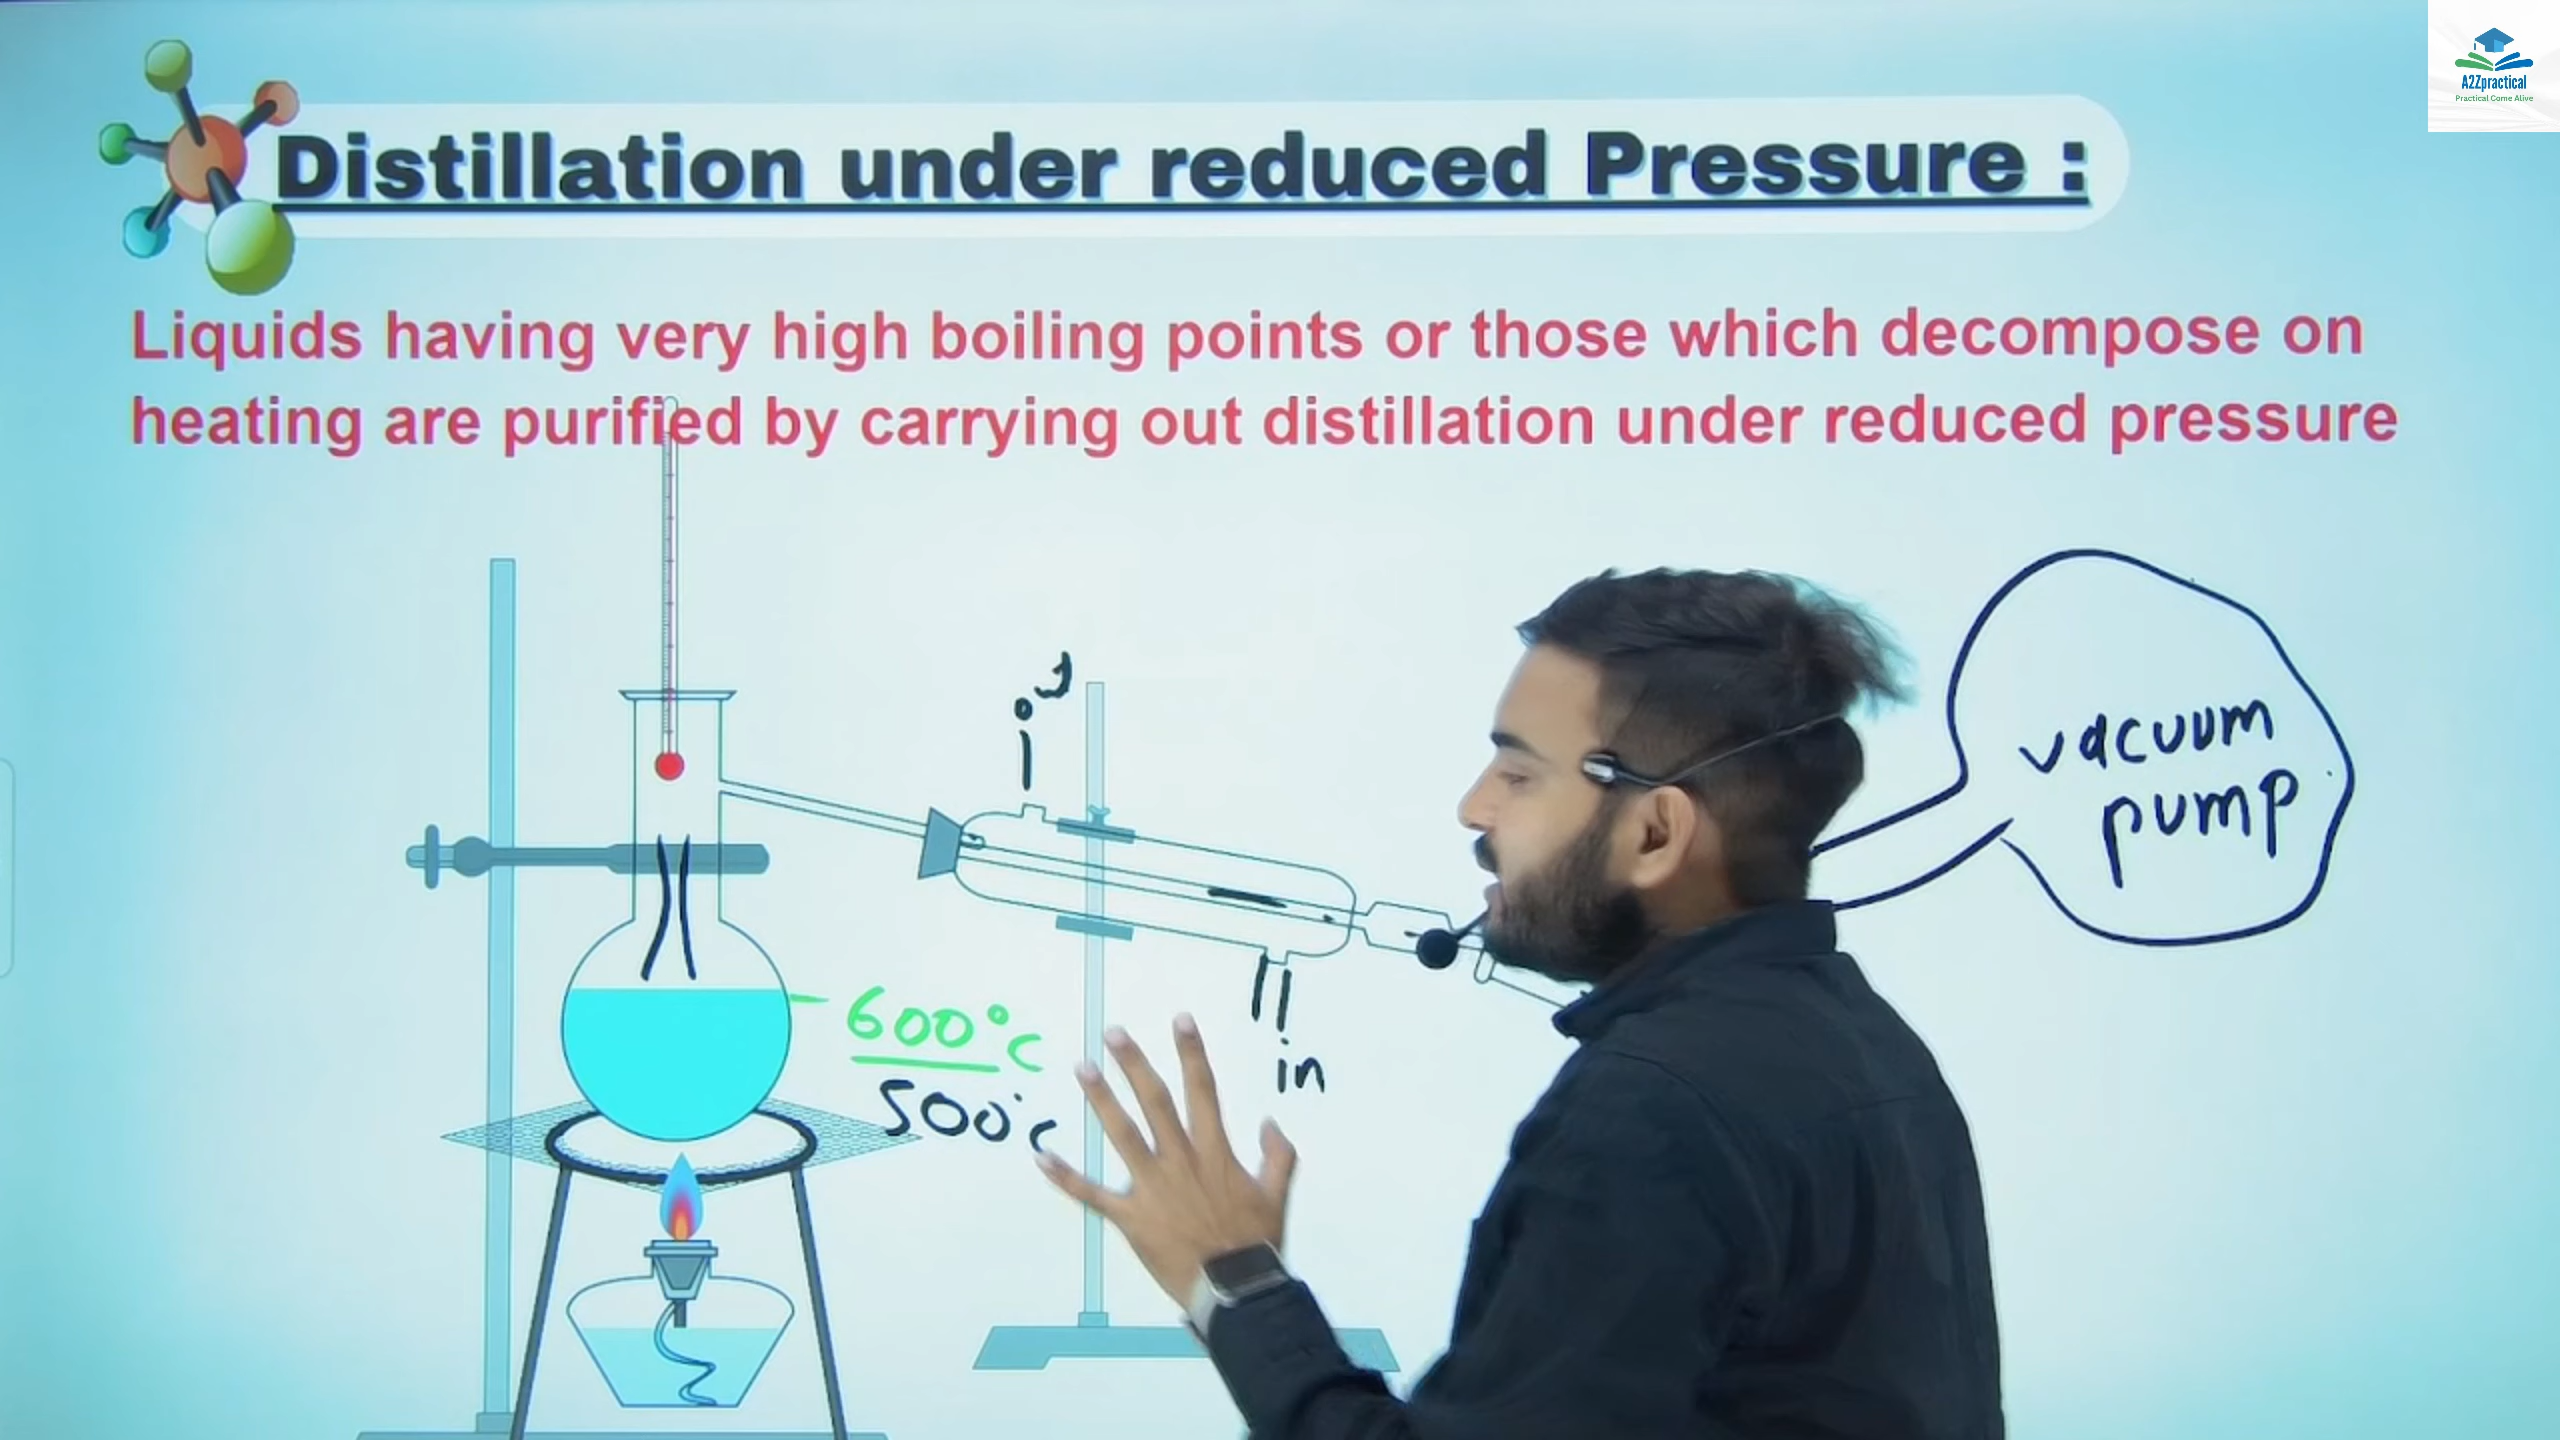 A2Zpractical
Practical Come Alive
Distillation under reduced Pressure :
Liquids having very high boiling points or those which decompose on
heating are purified by carrying out distillation under reduced pressure
vacuum
pump
600°c
500°c
in